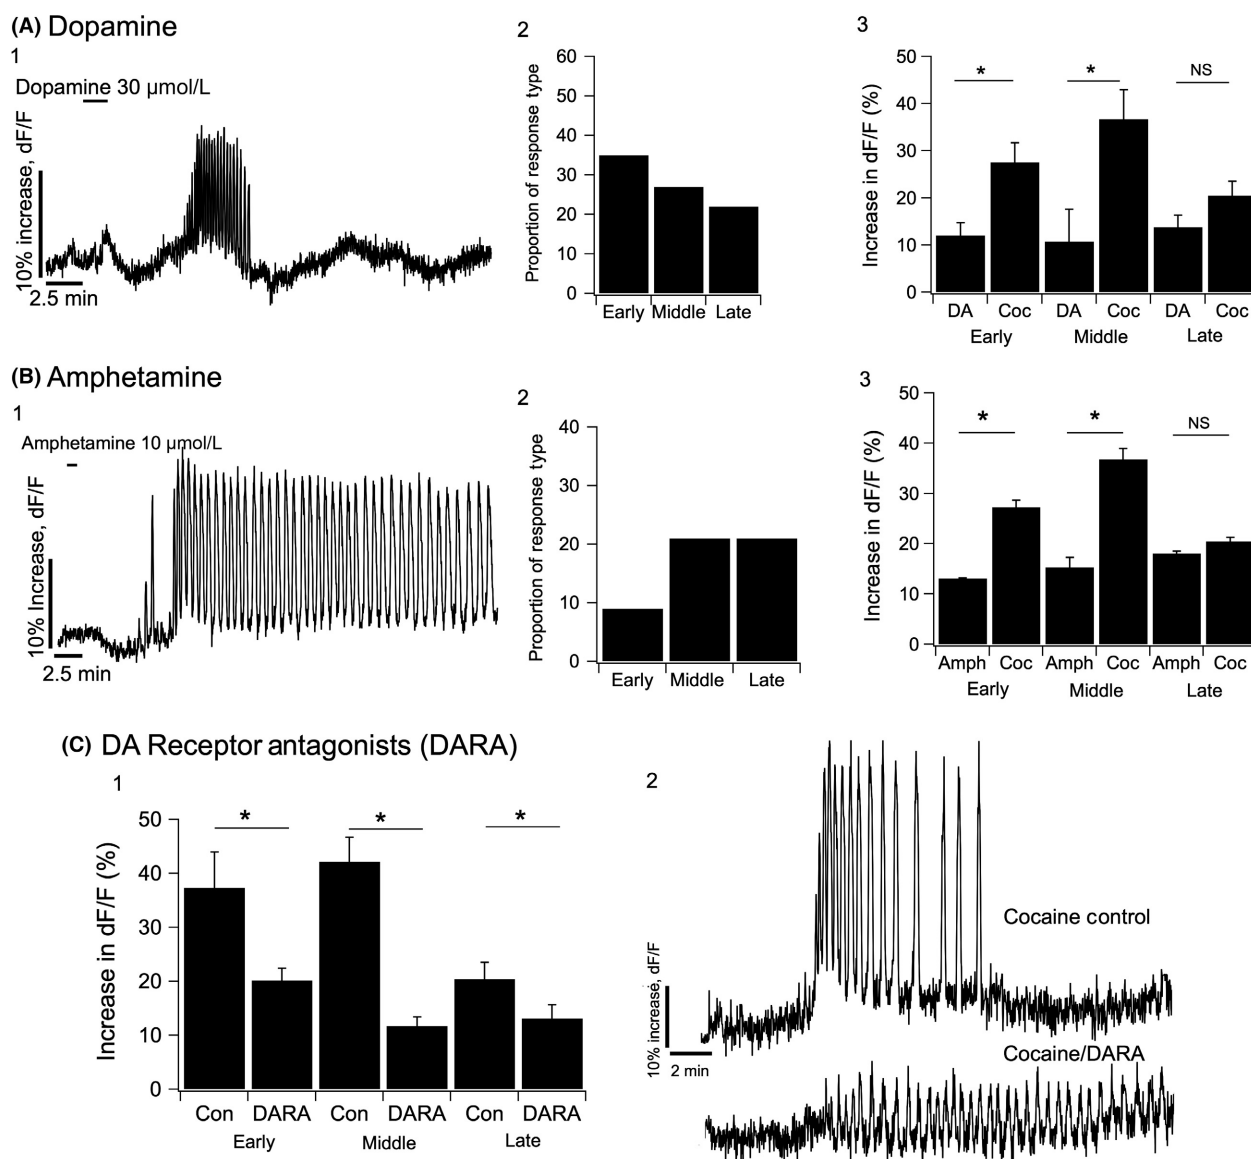 (A) Dopamine
1
Dopamine 30 µmol/L
10% increase, dF/F
2.5 min
2
Proportion of response type
60
50
40
30
20
10
0
Early Middle Late
3
Increase in dF/F (%)
50
40
30
20
10
0
* * NS
DA Coc DA Coc DA Coc
Early Middle Late
(B) Amphetamine
1
Amphetamine 10 µmol/L
10% Increase, dF/F
2.5 min
2
Proportion of response type
40
30
20
10
0
Early Middle Late
3
Increase in dF/F (%)
50
40
30
20
10
0
* * NS
Amph Coc Amph Coc Amph Coc
Early Middle Late
(C) DA Receptor antagonists (DARA)
1
Increase in dF/F (%)
50
40
30
20
10
0
* * *
Con DARA Con DARA Con DARA
Early Middle Late
2
Cocaine control
10% increase, dF/F
2 min
Cocaine/DARA